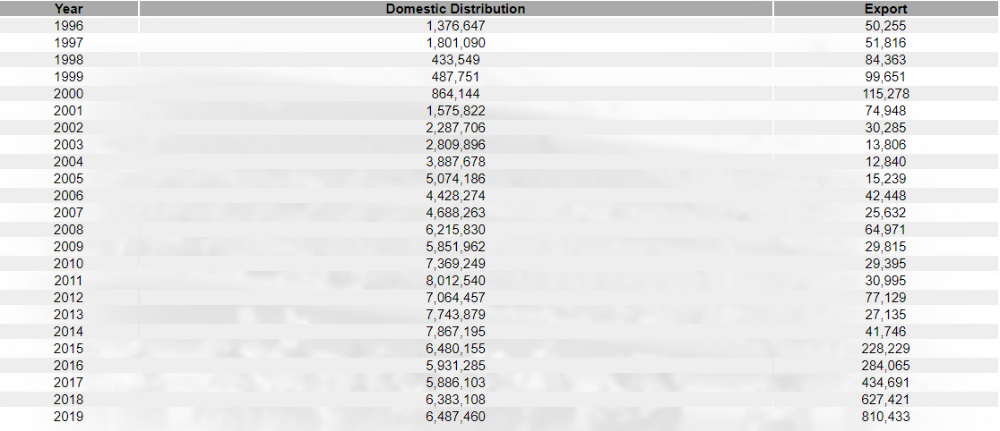 Year Domestic Distribution Export
1996 1,376,647 50,255
1997 1,801,090 51,816
1998 433,549 84,363
1999 487,751 99,651
2000 864,144 115,278
2001 1,575,822 74,948
2002 2,287,706 30,285
2003 2,809,896 13,806
2004 3,887,678 12,840
2005 5,074,186 15,239
2006 4,428,274 42,448
2007 4,688,263 25,632
2008 6,215,830 64,971
2009 5,851,962 29,815
2010 7,369,249 29,395
2011 8,012,540 30,995
2012 7,064,457 77,129
2013 7,743,879 27,135
2014 7,867,195 41,746
2015 6,480,155 228,229
2016 5,931,285 284,065
2017 5,886,103 434,691
2018 6,383,108 627,421
2019 6,487,460 810,433